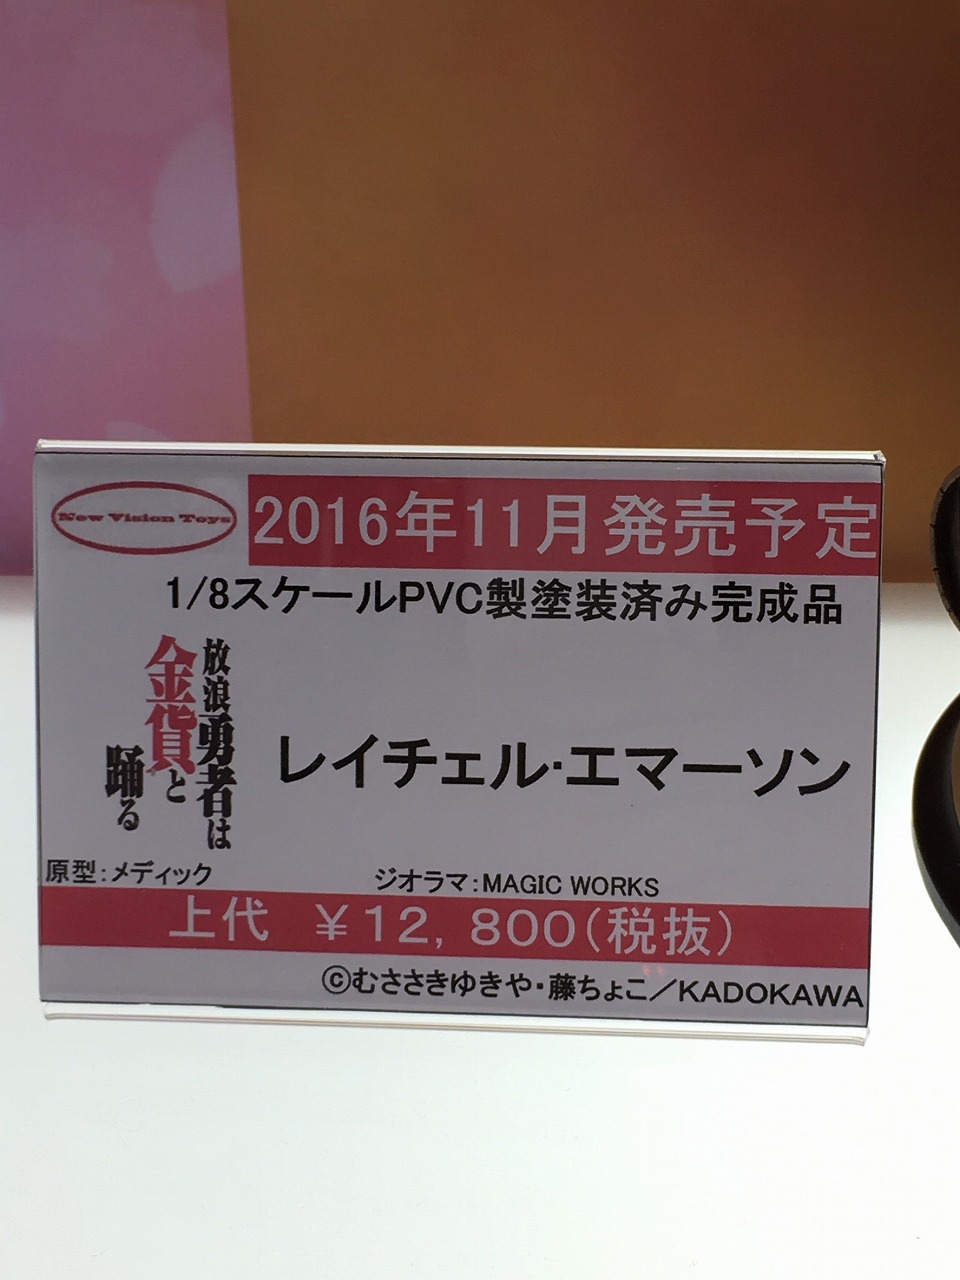 New Vision Toys
2016年11月発売予定
1/8スケールPVC製塗装済み完成品
放浪勇者は
金貨と
踊る
レイチェル・エマーソン
原型：メディック
ジオラマ：MAGIC WORKS
上代 ￥12，800（税抜）
©むささきゆきや・藤ちょこ／KADOKAWA